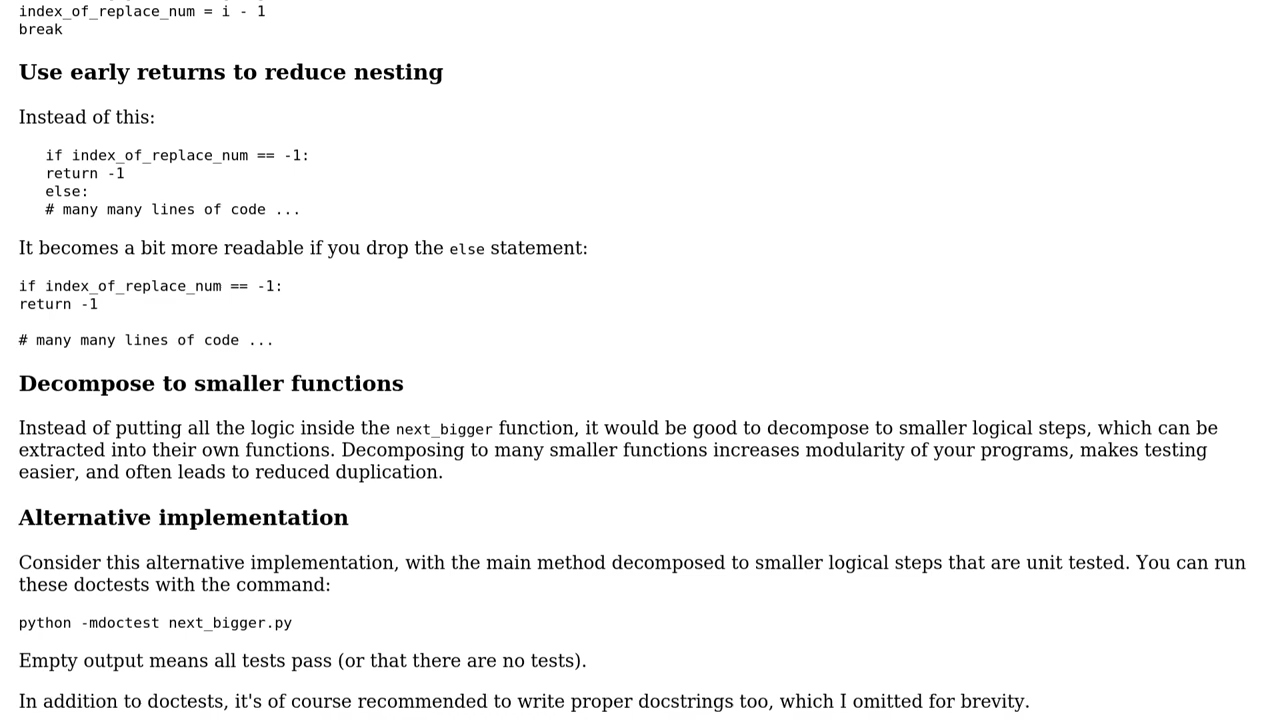 index_of_replace_num = i - 1
break
Use early returns to reduce nesting
Instead of this:
if index_of_replace_num == -1:
return -1
else:
# many many lines of code ...
It becomes a bit more readable if you drop the else statement:
if index_of_replace_num == -1:
return -1
# many many lines of code ...
Decompose to smaller functions
Instead of putting all the logic inside the next_bigger function, it would be good to decompose to smaller logical steps, which can be
extracted into their own functions. Decomposing to many smaller functions increases modularity of your programs, makes testing
easier, and often leads to reduced duplication.
Alternative implementation
Consider this alternative implementation, with the main method decomposed to smaller logical steps that are unit tested. You can run
these doctests with the command:
python -mdoctest next_bigger.py
Empty output means all tests pass (or that there are no tests).
In addition to doctests, it's of course recommended to write proper docstrings too, which I omitted for brevity.